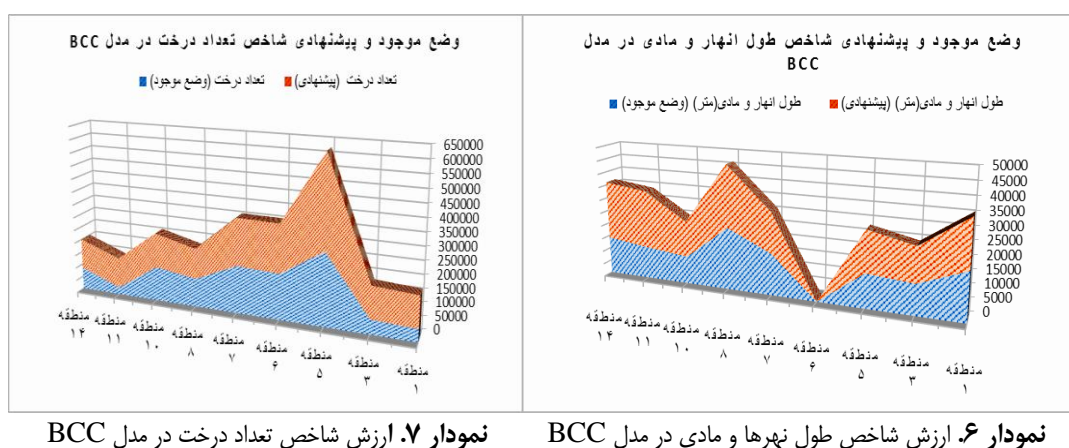 وضع موجود و پیشنهادی شاخص طول انهار و مادی در مدل
BCC
طول انهار و مادی(متر) (وضع موجود) طول انهار و مادی(متر) (پیشنهادی)
50000
45000
40000
35000
30000
25000
20000
15000
10000
5000
0
منطقه ۱
منطقه ۳
منطقه ۵
منطقه ۶
منطقه ۷
منطقه ۸
منطقه ۱۰
منطقه ۱۱
منطقه ۱۴
نمودار ۶. ارزش شاخص طول نهرها و مادی در مدل BCC
وضع موجود و پیشنهادی شاخص تعداد درخت در مدل BCC
تعداد درخت (وضع موجود) تعداد درخت (پیشنهادی)
650000
600000
550000
500000
450000
400000
350000
300000
250000
200000
150000
100000
50000
0
منطقه ۱
منطقه ۳
منطقه ۵
منطقه ۶
منطقه ۷
منطقه ۸
منطقه ۱۰
منطقه ۱۱
منطقه ۱۴
نمودار ۷. ارزش شاخص تعداد درخت در مدل BCC